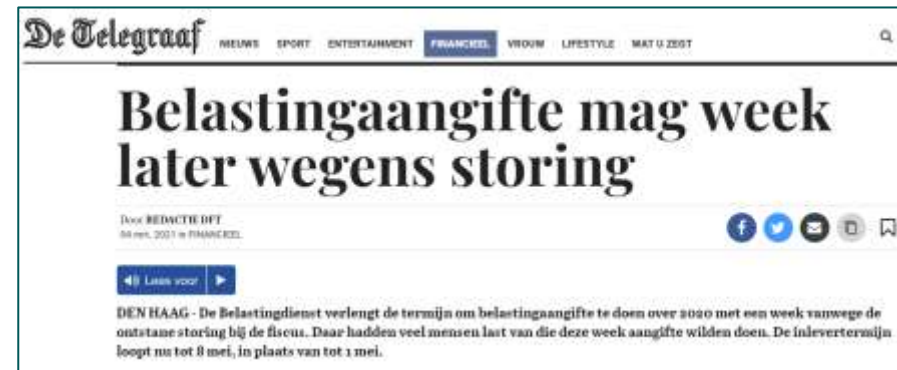 De Telegraaf NIEUWS SPORT ENTERTAINMENT FINANCIEEL VROUW LIFESTYLE WAT U ZEGT
Belastingaangifte mag week
later wegens storing
Door REDACTIE DFT
04 mrt. 2021 in FINANCIEEL
Lees voor
DEN HAAG - De Belastingdienst verlengt de termijn om belastingaangifte te doen over 2020 met een week vanwege de
ontstane storing bij de fiscus. Daar hadden veel mensen last van die deze week aangifte wilden doen. De inlevertermijn
loopt nu tot 8 mei, in plaats van tot 1 mei.